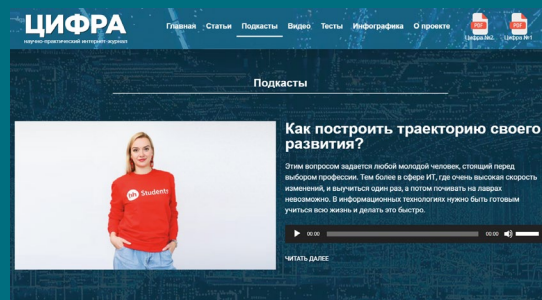 ЦИФРА
научно-практический интернет-журнал
Главная Статьи Подкасты Видео Тесты Инфографика О проекте
PDF PDF
Цифра №2 Цифра №1
Подкасты
Как построить траекторию своего
развития?
Этим вопросом задается любой молодой человек, стоящий перед
выбором профессии. Тем более в сфере ИТ, где очень высокая скорость
изменений, и выучиться один раз, а потом почивать на лаврах
невозможно. В информационных технологиях нужно быть готовым
учиться всю жизнь и делать это быстро.
hh Students
00:00 00:00
ЧИТАТЬ ДАЛЕЕ